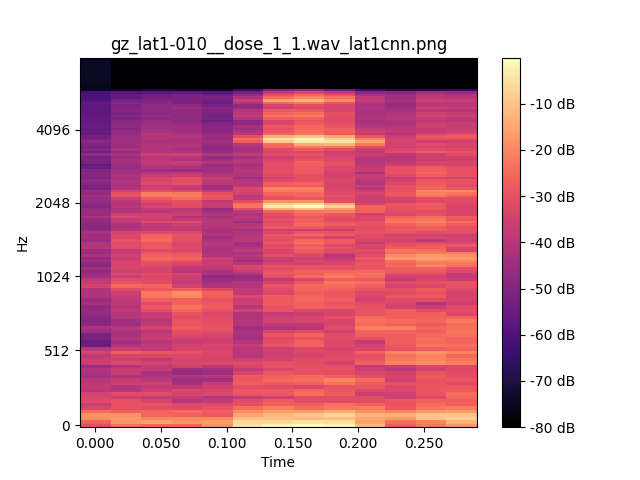 gz_lat1-010__dose_1_1.wav_lat1cnn.png
Hz
4096
2048
1024
512
0
0.000 0.050 0.100 0.150 0.200 0.250
Time
-10 dB
-20 dB
-30 dB
-40 dB
-50 dB
-60 dB
-70 dB
-80 dB